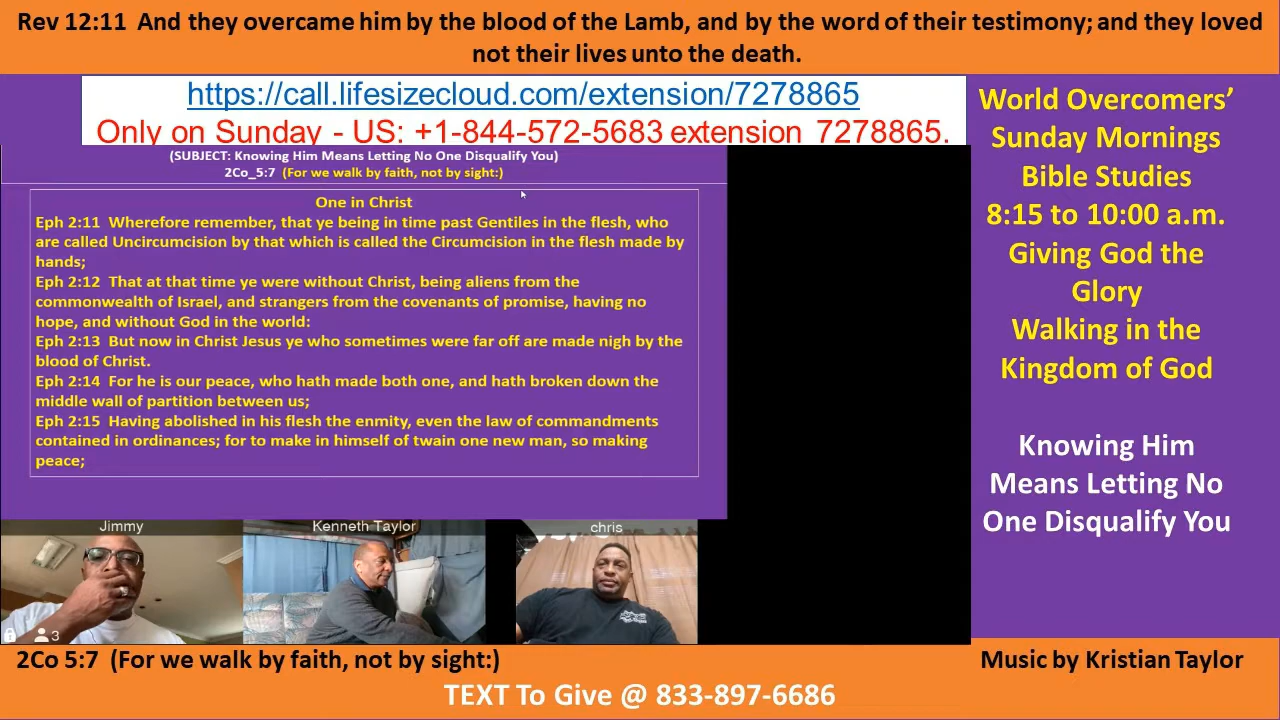 Rev 12:11  And they overcame him by the blood of the Lamb, and by the word of their testimony; and they loved
not their lives unto the death.
https://call.lifesizecloud.com/extension/7278865
Only on Sunday - US: +1-844-572-5683 extension 7278865.
(SUBJECT: Knowing Him Means Letting No One Disqualify You)
2Co_5:7  (For we walk by faith, not by sight:)
One in Christ
Eph 2:11  Wherefore remember, that ye being in time past Gentiles in the flesh, who
are called Uncircumcision by that which is called the Circumcision in the flesh made by
hands;
Eph 2:12  That at that time ye were without Christ, being aliens from the
commonwealth of Israel, and strangers from the covenants of promise, having no
hope, and without God in the world:
Eph 2:13  But now in Christ Jesus ye who sometimes were far off are made nigh by the
blood of Christ.
Eph 2:14  For he is our peace, who hath made both one, and hath broken down the
middle wall of partition between us;
Eph 2:15  Having abolished in his flesh the enmity, even the law of commandments
contained in ordinances; for to make in himself of twain one new man, so making
peace;
Jimmy
Kenneth Taylor
chris
3
World Overcomers'
Sunday Mornings
Bible Studies
8:15 to 10:00 a.m.
Giving God the
Glory
Walking in the
Kingdom of God
Knowing Him
Means Letting No
One Disqualify You
2Co 5:7  (For we walk by faith, not by sight:)
Music by Kristian Taylor
TEXT To Give @ 833-897-6686